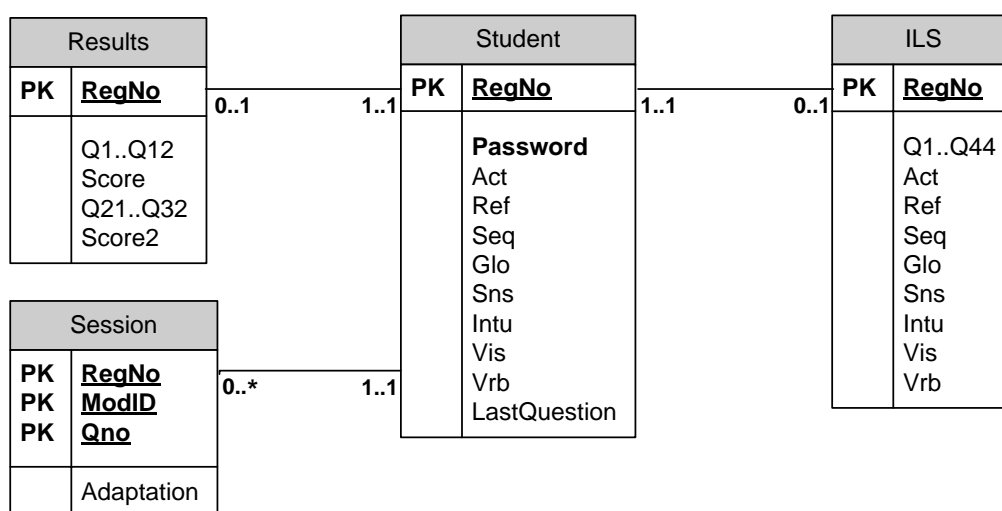 Results
PK RegNo
Q1..Q12
Score
Q21..Q32
Score2
0..1 1..1
Student
PK RegNo
Password
Act
Ref
Seq
Glo
Sns
Intu
Vis
Vrb
LastQuestion
1..1 0..1
ILS
PK RegNo
Q1..Q44
Act
Ref
Seq
Glo
Sns
Intu
Vis
Vrb
Session
PK RegNo
PK ModID
PK Qno
Adaptation
0..* 1..1